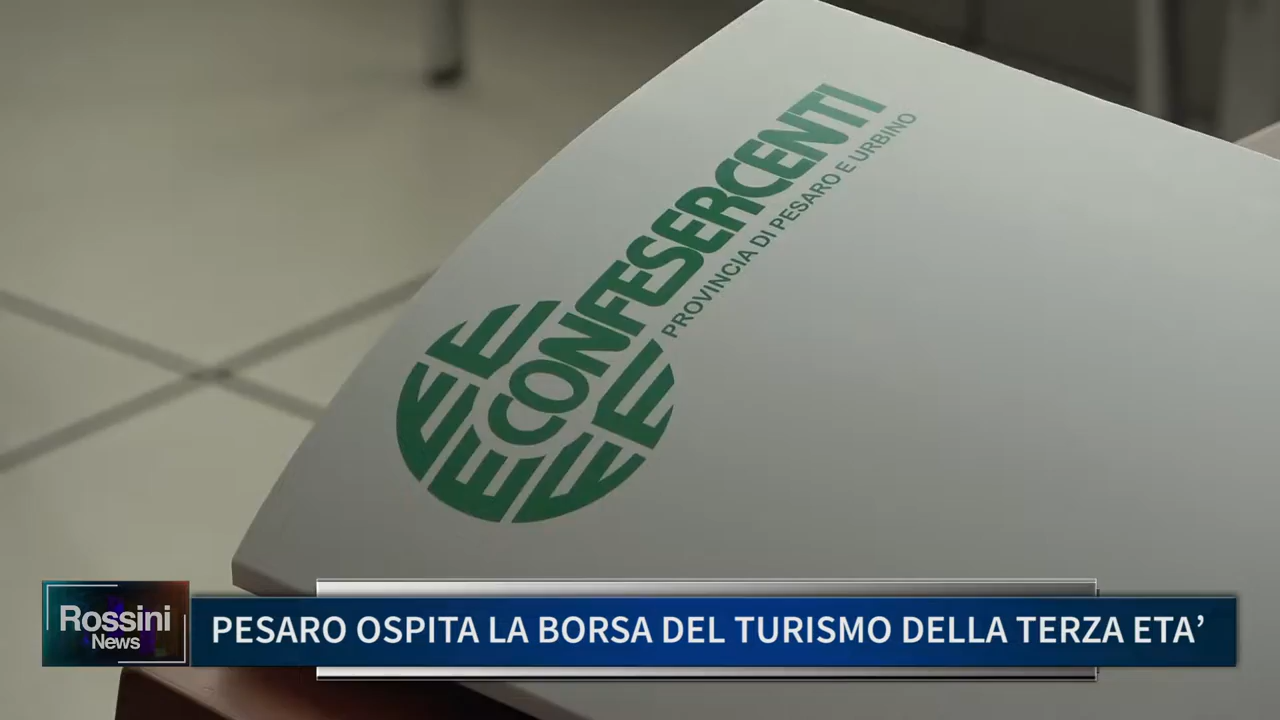 CONFESERCENTI
PROVINCIA DI PESARO E URBINO
Rossini
News
PESARO OSPITA LA BORSA DEL TURISMO DELLA TERZA ETA’